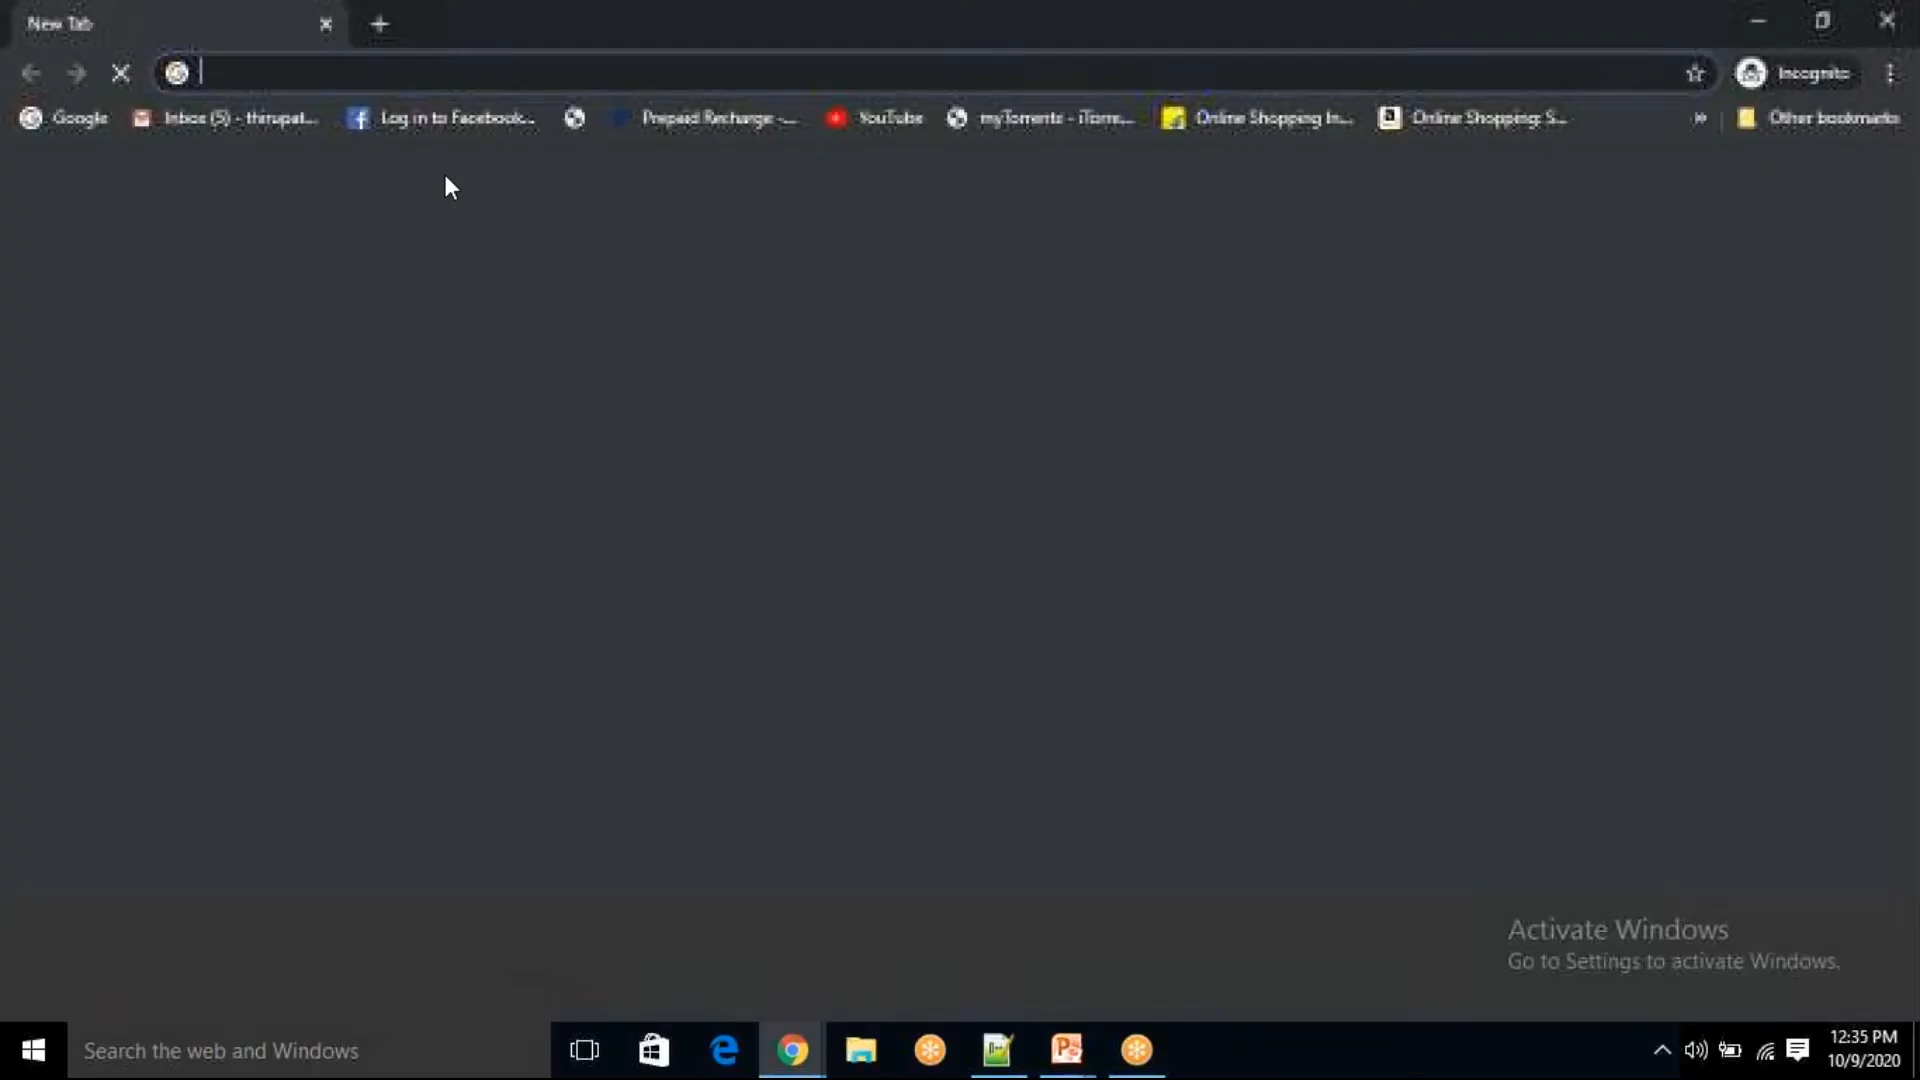 New Tab
Incognito
Google
Inbox (5) - thirupat...
Log in to Facebook...
Prepaid Recharge -...
YouTube
myTorrents - iTorre...
Online Shopping In...
Online Shopping: S...
Other bookmarks
Activate Windows
Go to Settings to activate Windows.
Search the web and Windows
12:35 PM
10/9/2020